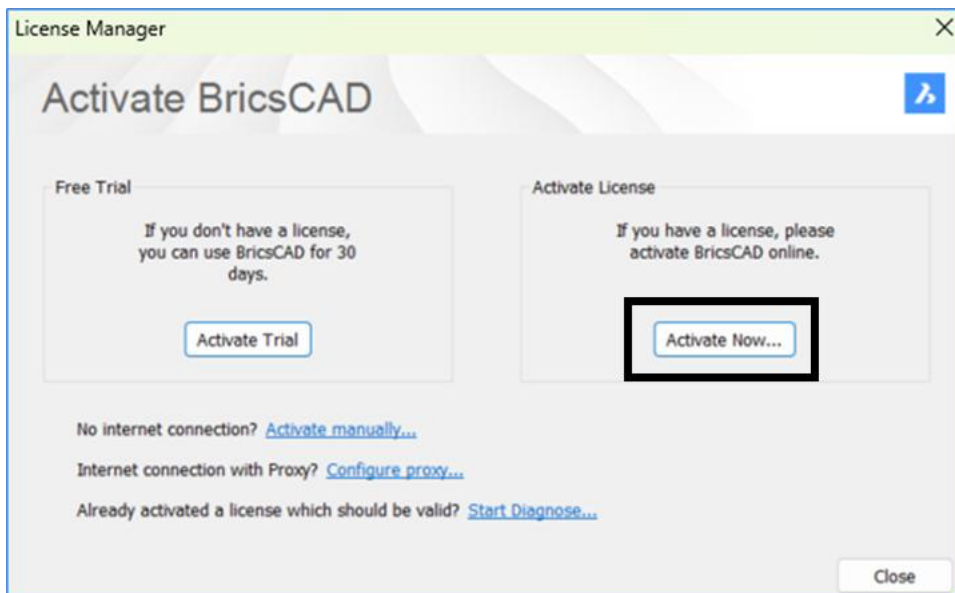 License Manager
Activate BricsCAD
Free Trial
If you don't have a license,
you can use BricsCAD for 30
days.
Activate Trial
Activate License
If you have a license, please
activate BricsCAD online.
Activate Now...
No internet connection? Activate manually...
Internet connection with Proxy? Configure proxy...
Already activated a license which should be valid? Start Diagnose...
Close